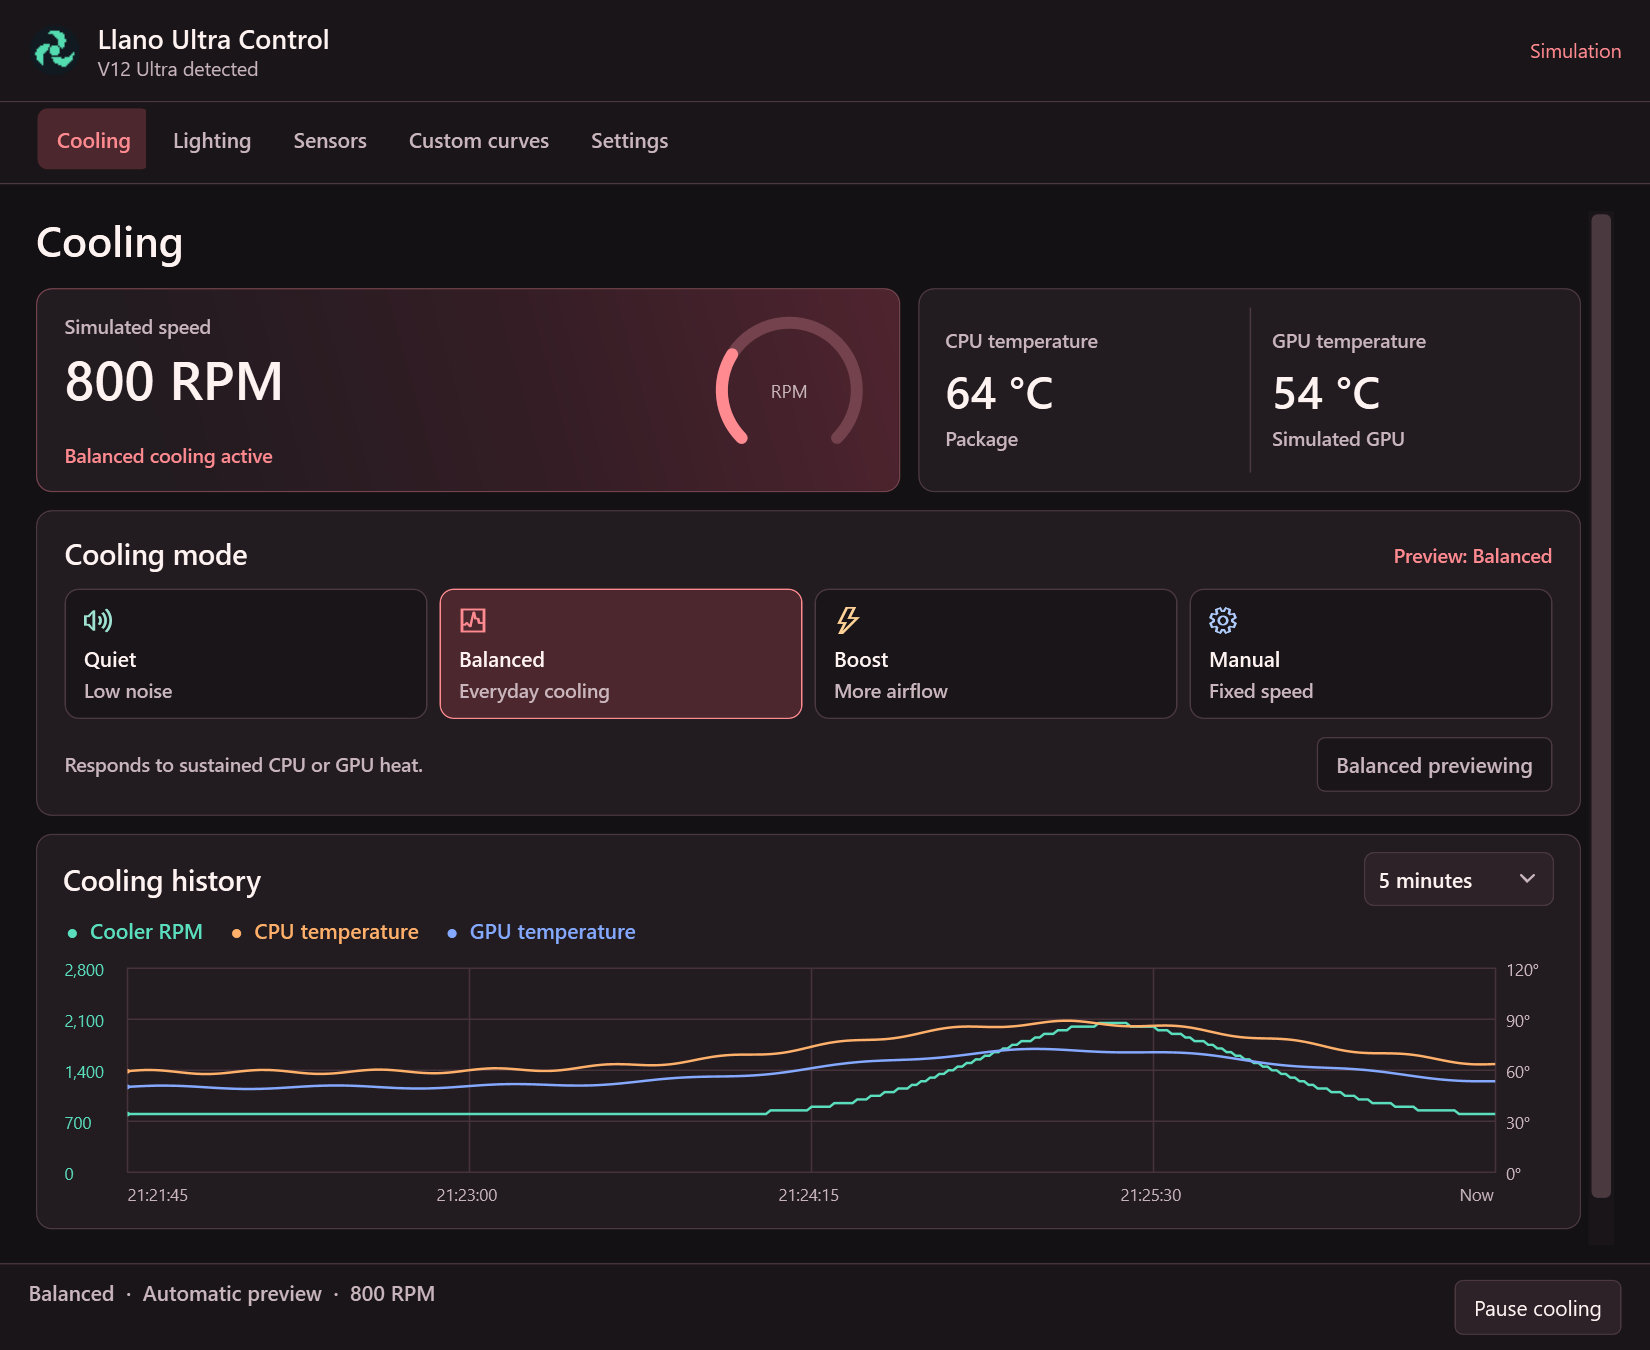 Llano Ultra Control
V12 Ultra detected
Simulation
Cooling
Lighting
Sensors
Custom curves
Settings
Cooling
Simulated speed
800 RPM
Balanced cooling active
RPM
CPU temperature
64 °C
Package
GPU temperature
54 °C
Simulated GPU
Cooling mode
Preview: Balanced
Quiet
Low noise
Balanced
Everyday cooling
Boost
More airflow
Manual
Fixed speed
Responds to sustained CPU or GPU heat.
Balanced previewing
Cooling history
5 minutes
Cooler RPM
CPU temperature
GPU temperature
2,800
2,100
1,400
700
0
120°
90°
60°
30°
0°
21:21:45
21:23:00
21:24:15
21:25:30
Now
Balanced · Automatic preview · 800 RPM
Pause cooling